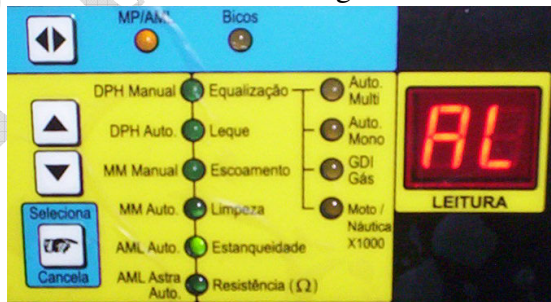 MP/AML Bicos
DPH Manual Equalização Auto. Multi
DPH Auto. Leque Auto. Mono
MM Manual Escoamento GDI Gás
MM Auto. Limpeza Moto / Náutica X1000
AML Auto. Estanqueidade
AML Astra Auto. Resistência (Ω)
Seleciona
Cancela
AL
LEITURA